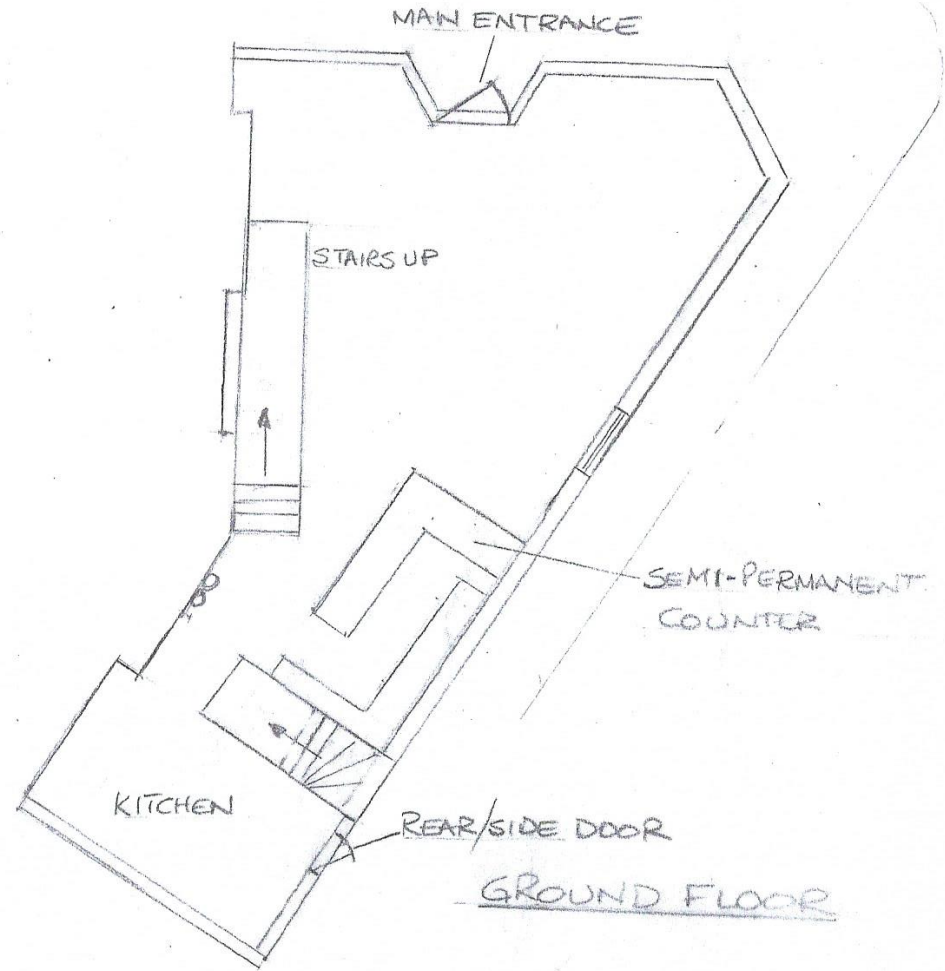 MAIN ENTRANCE
STAIRS UP
SEMI-PERMANENT
COUNTER
KITCHEN
REAR/SIDE DOOR
GROUND FLOOR